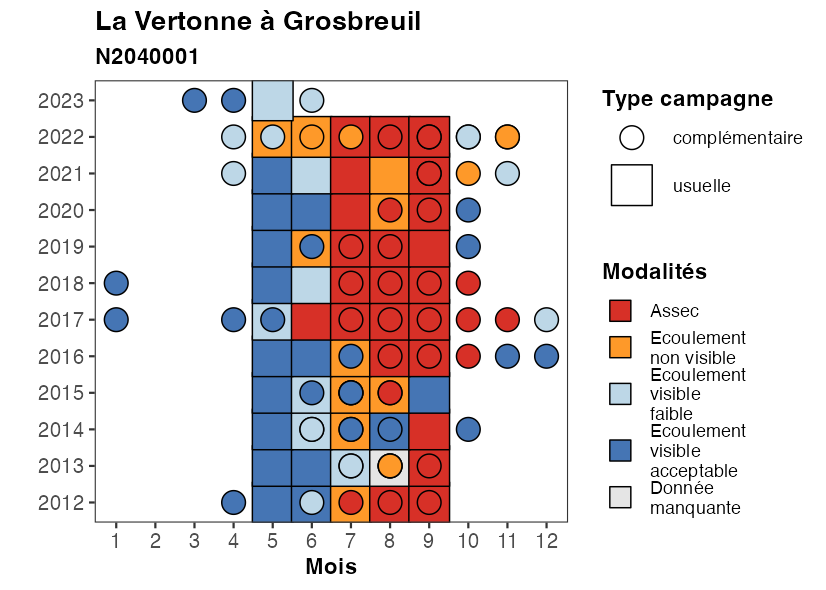 La Vertonne à Grosbreuil
N2040001
2023
2022
2021
2020
2019
2018
2017
2016
2015
2014
2013
2012
1 2 3 4 5 6 7 8 9 10 11 12
Mois
Type campagne
complémentaire
usuelle
Modalités
Assec
Ecoulement
non visible
Ecoulement
visible
faible
Ecoulement
visible
acceptable
Donnée
manquante